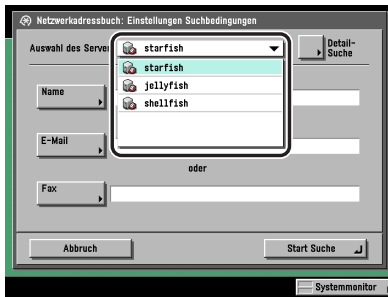 Netzwerkadressbuch: Einstellungen Suchbedingungen
Auswahl des Server
starfish
Detail-
Suche
starfish
jellyfish
shellfish
Name
E-Mail
oder
Fax
Abbruch
Start Suche
Systemmonitor